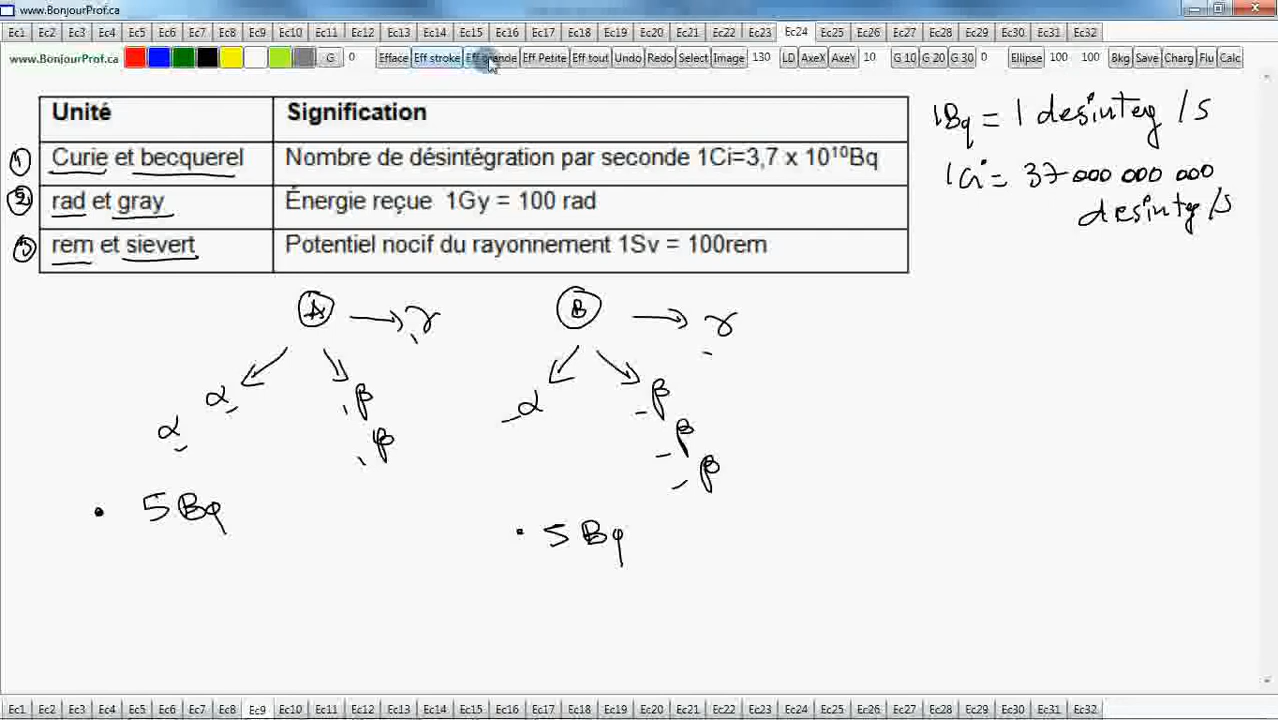 www.BonjourProf.ca
Ec1 Ec2 Ec3 Ec4 Ec5 Ec6 Ec7 Ec8 Ec9 Ec10 Ec11 Ec12 Ec13 Ec14 Ec15 Ec16 Ec17 Ec18 Ec19 Ec20 Ec21 Ec22 Ec23 Ec24 Ec25 Ec26 Ec27 Ec28 Ec29 Ec30 Ec31 Ec32
www.BonjourProf.ca G 0 Efface Eff stroke Eff grande Eff Petite Eff tout Undo Redo Select Image 130 LD AxeX AxeY 10 G 10 G 20 G 30 0 Ellipse 100 100 Bkg Save Charg Flu Calc
Unité Signification
1 Curie et becquerel Nombre de désintégration par seconde 1Ci=3,7 x 10¹⁰Bq
2 rad et gray Énergie reçue 1Gy = 100 rad
3 rem et sievert Potentiel nocif du rayonnement 1Sv = 100rem
1Bq = 1 desinteg /s
1Ci = 37 000 000 000
desintg/s
A → γ B → γ
α β α β
α β β
β
• 5 Bq • 5 Bq
Ec1 Ec2 Ec3 Ec4 Ec5 Ec6 Ec7 Ec8 Ec9 Ec10 Ec11 Ec12 Ec13 Ec14 Ec15 Ec16 Ec17 Ec18 Ec19 Ec20 Ec21 Ec22 Ec23 Ec24 Ec25 Ec26 Ec27 Ec28 Ec29 Ec30 Ec31 Ec32